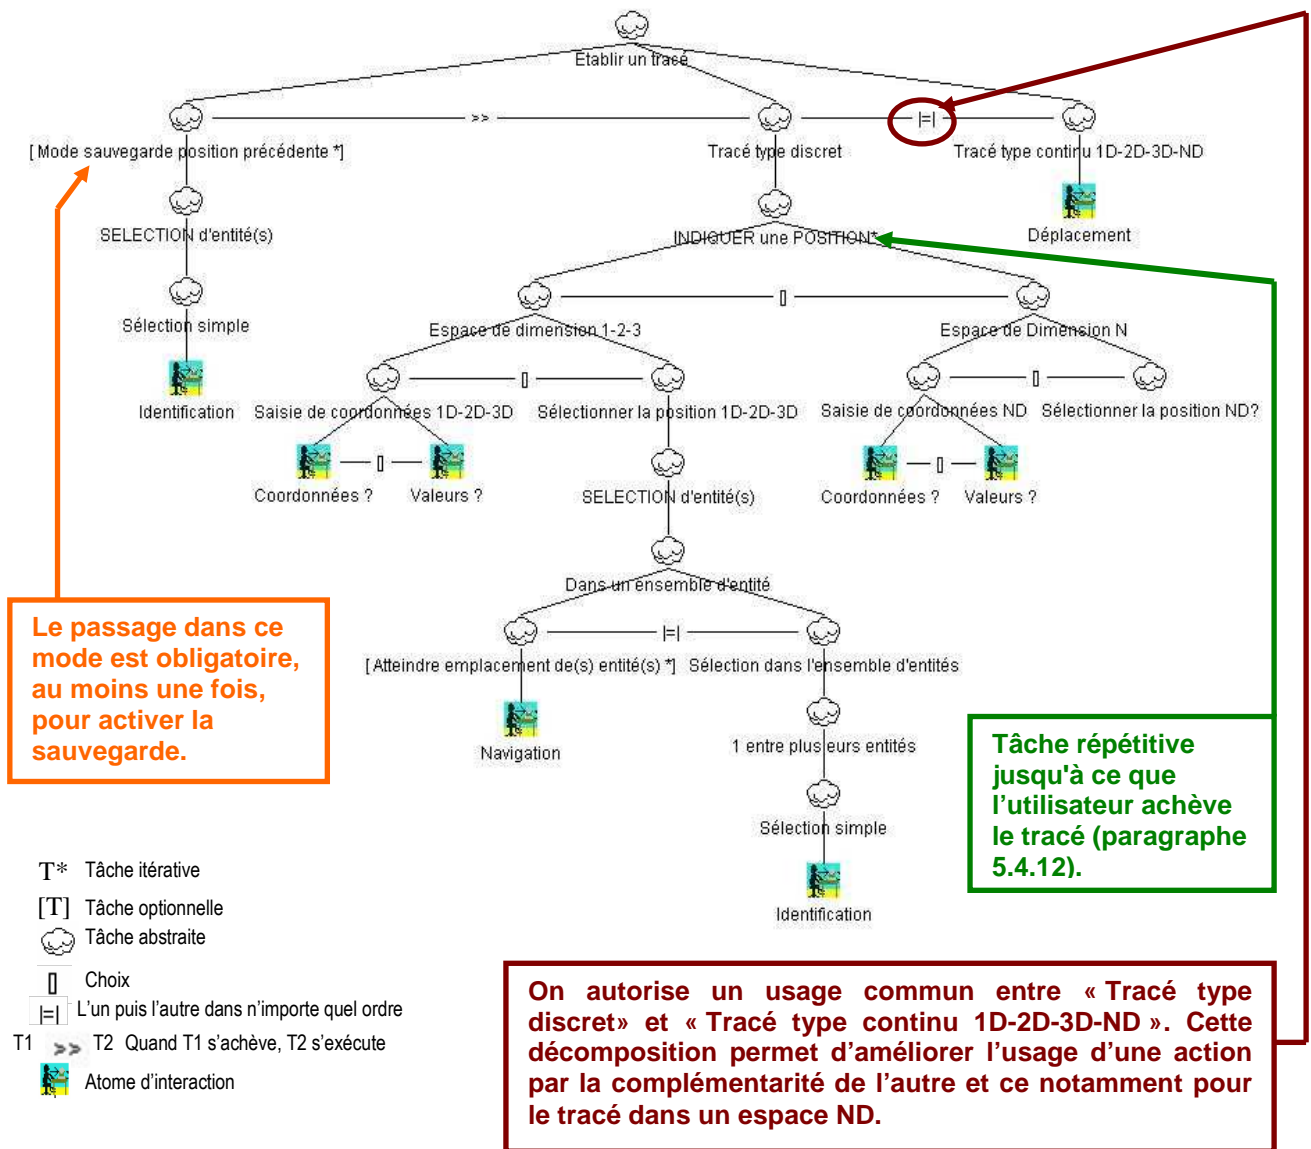 Etablir un tracé
>>
|=|
[ Mode sauvegarde position précédente *]
Tracé type discret
Tracé type continu 1D-2D-3D-ND
SELECTION d'entité(s)
INDIQUER une POSITION*
Déplacement
[]
Sélection simple
Espace de dimension 1-2-3
Espace de Dimension N
[]
[]
Identification
Saisie de coordonnées 1D-2D-3D
Sélectionner la position 1D-2D-3D
Saisie de coordonnées ND
Sélectionner la position ND?
[]
[]
Coordonnées ?
Valeurs ?
SELECTION d'entité(s)
Coordonnées ?
Valeurs ?
Dans un ensemble d'entité
|=|
[ Atteindre emplacement de(s) entité(s) *]
Sélection dans l'ensemble d'entités
Navigation
1 entre plusieurs entités
Sélection simple
Identification
Le passage dans ce
mode est obligatoire,
au moins une fois,
pour activer la
sauvegarde.
Tâche répétitive
jusqu'à ce que
l’utilisateur achève
le tracé (paragraphe
5.4.12).
T* Tâche itérative
[T] Tâche optionnelle
Tâche abstraite
[] Choix
|=| L’un puis l’autre dans n’importe quel ordre
T1 >> T2 Quand T1 s’achève, T2 s’exécute
Atome d’interaction
On autorise un usage commun entre « Tracé type
discret» et « Tracé type continu 1D-2D-3D-ND ». Cette
décomposition permet d’améliorer l’usage d’une action
par la complémentarité de l’autre et ce notamment pour
le tracé dans un espace ND.